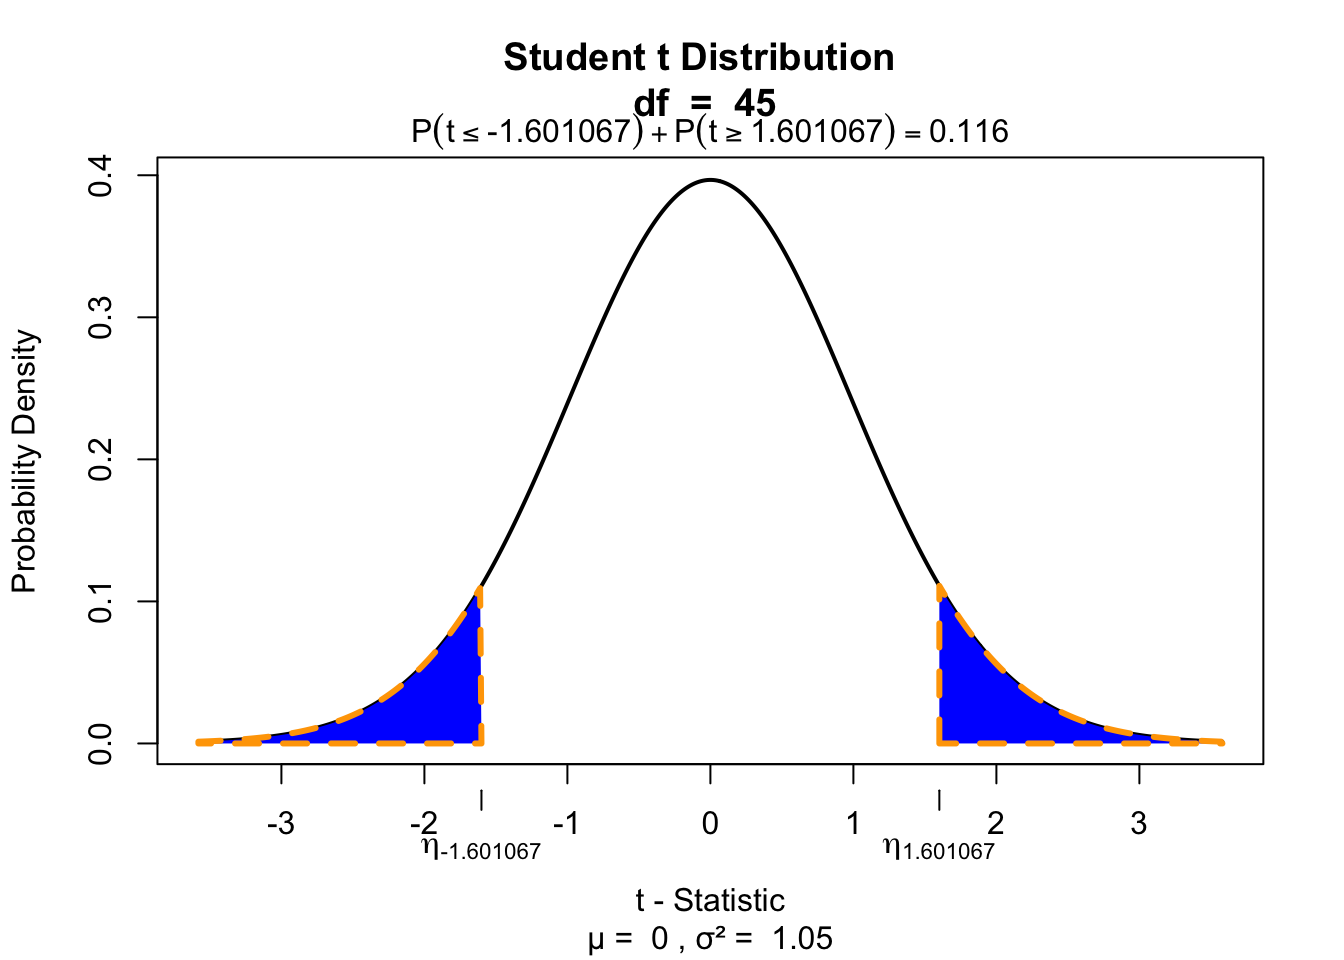 Student t Distribution
df = 45
P(t ≤ -1.601067) + P(t ≥ 1.601067) = 0.116
0.4
0.3
0.2
0.1
0.0
Probability Density
-3 -2 -1 0 1 2 3
η-1.601067 η1.601067
t - Statistic
μ = 0 , σ² = 1.05